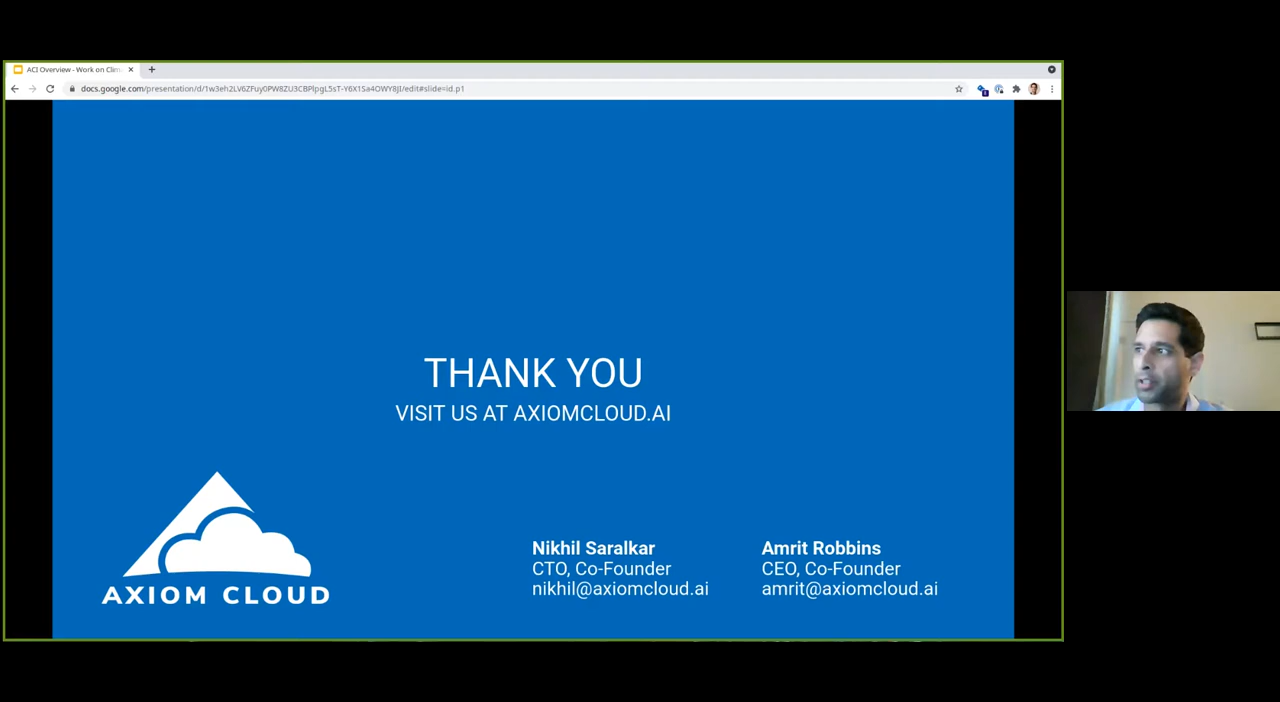 ACI Overview - Work on Clim
docs.google.com/presentation/d/1w3eh2LV6ZFuy0PW8ZU3CBPlpgL5sT-Y6X1Sa4OWY8JI/edit#slide=id.p1
THANK YOU
VISIT US AT AXIOMCLOUD.AI
AXIOM CLOUD
Nikhil Saralkar
CTO, Co-Founder
nikhil@axiomcloud.ai
Amrit Robbins
CEO, Co-Founder
amrit@axiomcloud.ai